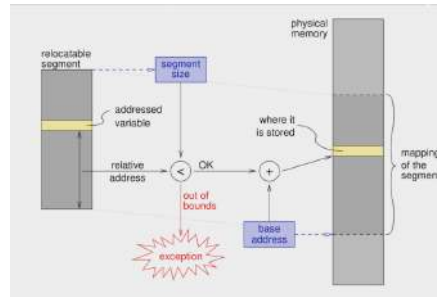 physical
memory
relocatable
segment
segment
size
addressed
variable
where it
is stored
mapping
of the
segment
relative
address
<
OK
+
out of
bounds
base
address
exception